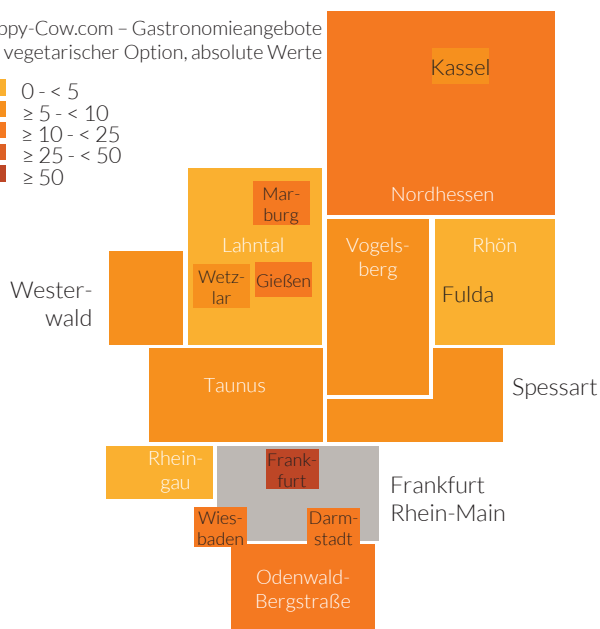 ppy-Cow.com – Gastronomieangebote
vegetarischer Option, absolute Werte
0 - < 5
≥ 5 - < 10
≥ 10 - < 25
≥ 25 - < 50
≥ 50
Kassel
Nordhessen
Mar-
burg
Lahntal
Wetz-
lar
Gießen
Vogels-
berg
Rhön
Fulda
Wester-
wald
Taunus
Spessart
Rhein-
gau
Frank-
furt
Frankfurt
Rhein-Main
Wies-
baden
Darm-
stadt
Odenwald-
Bergstraße